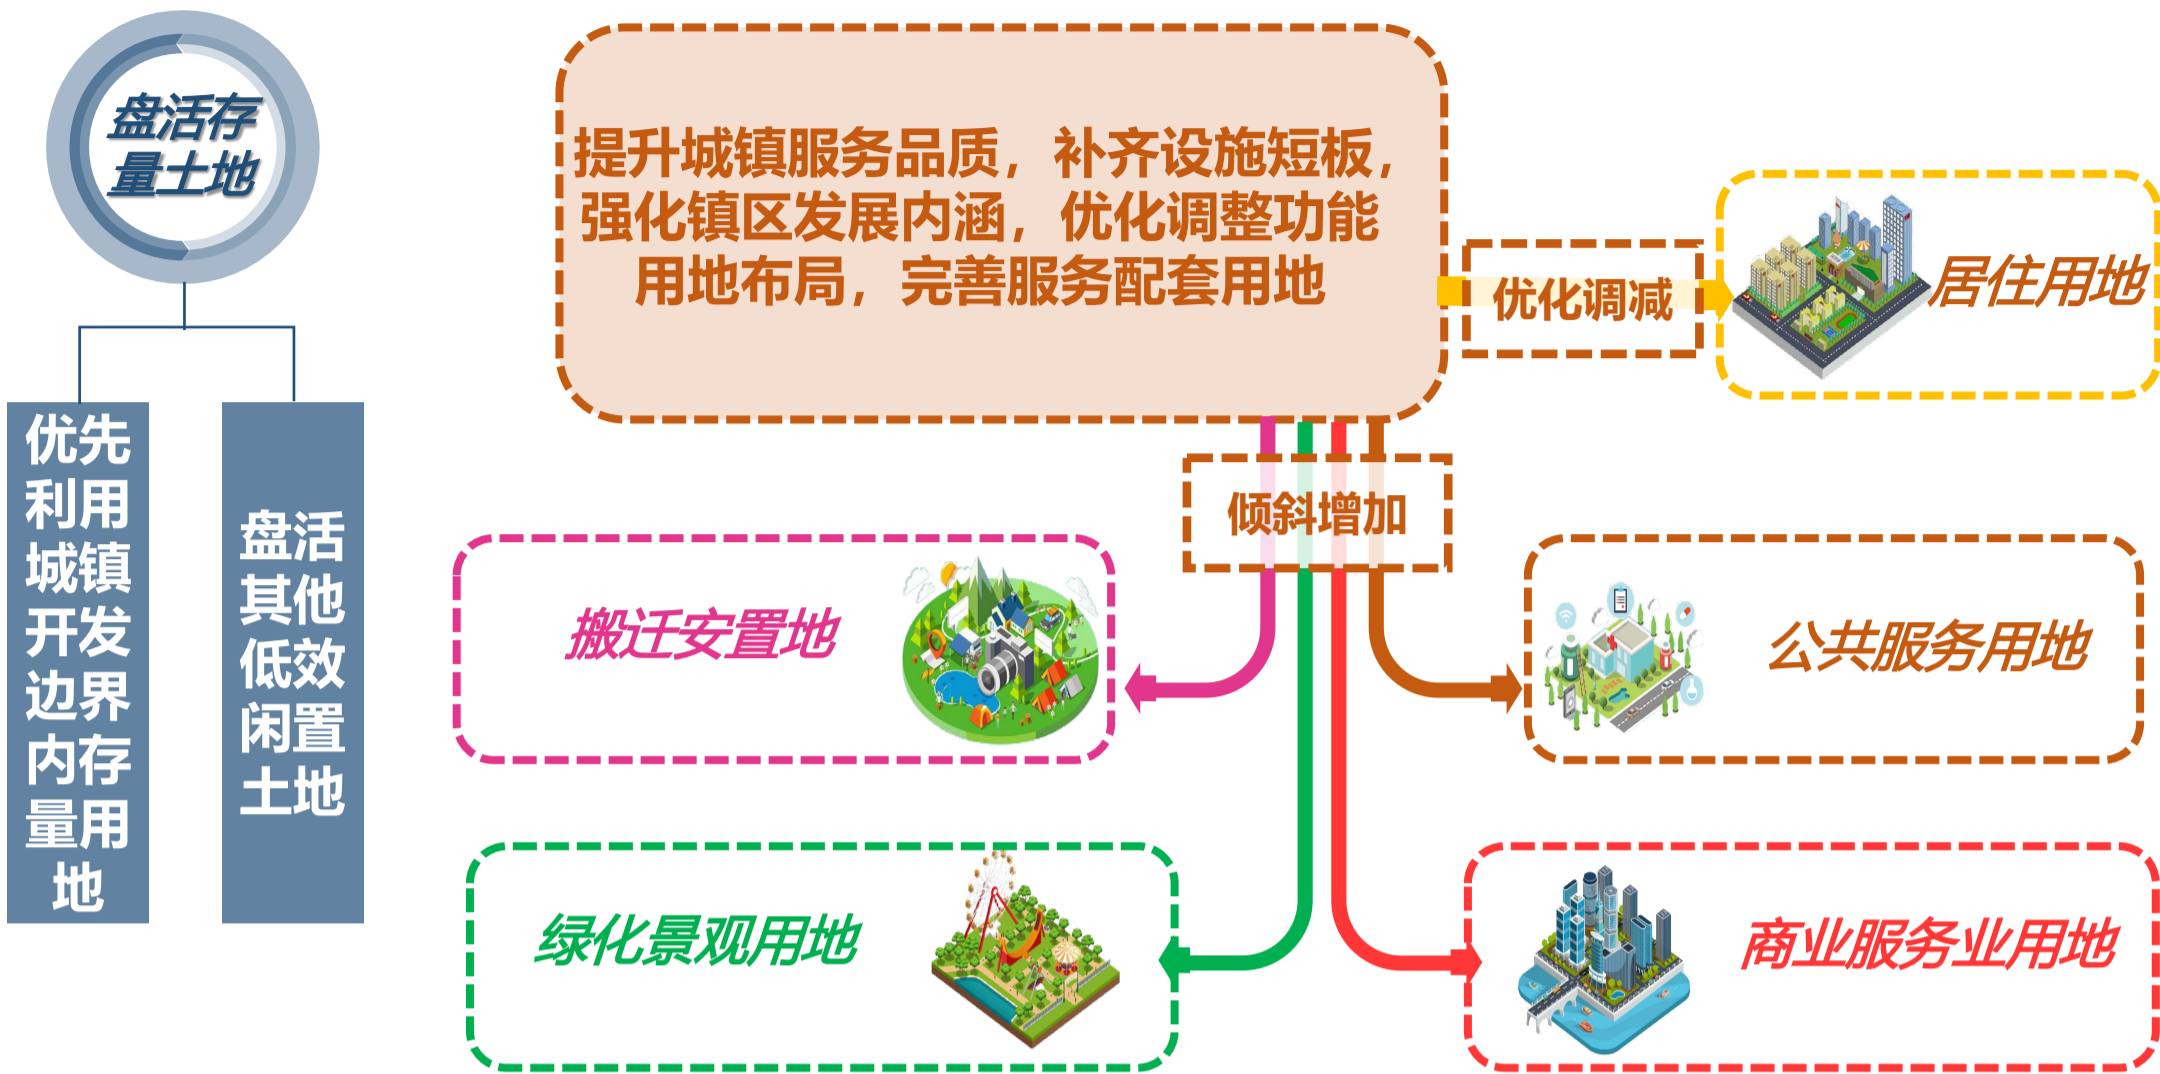 盘活存
量土地
优先
利用
城镇
开发
边界
内存
量用
地
盘活
其他
低效
闲置
土地
提升城镇服务品质，补齐设施短板，
强化镇区发展内涵，优化调整功能
用地布局，完善服务配套用地
优化调减
居住用地
倾斜增加
搬迁安置地
公共服务用地
绿化景观用地
商业服务业用地